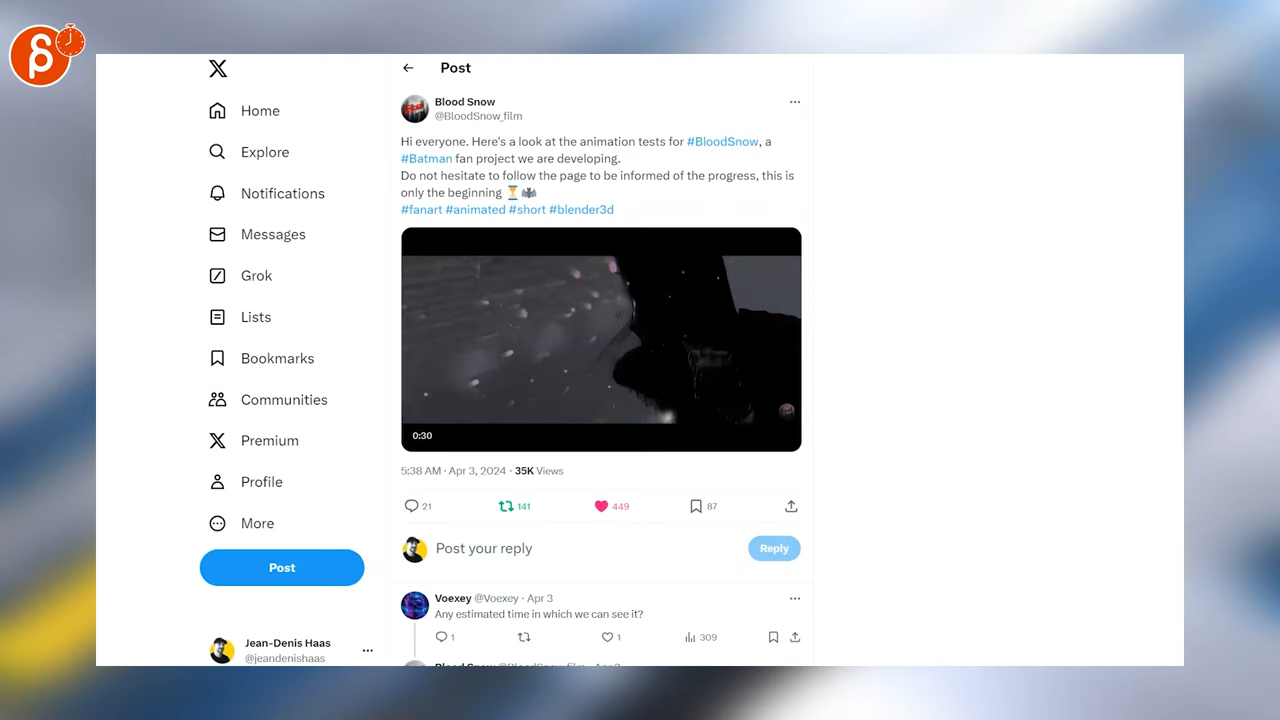 Post
Blood Snow
@BloodSnow_film
Hi everyone. Here's a look at the animation tests for #BloodSnow, a
#Batman fan project we are developing.
Do not hesitate to follow the page to be informed of the progress, this is
only the beginning ⏳🦇
#fanart #animated #short #blender3d
0:30
5:38 AM · Apr 3, 2024 · 35K Views
21 141 449 87
Post your reply
Reply
Voexey @Voexey · Apr 3
Any estimated time in which we can see it?
1 1 309
Home
Explore
Notifications
Messages
Grok
Lists
Bookmarks
Communities
Premium
Profile
More
Post
Jean-Denis Haas
@jeandenishaas